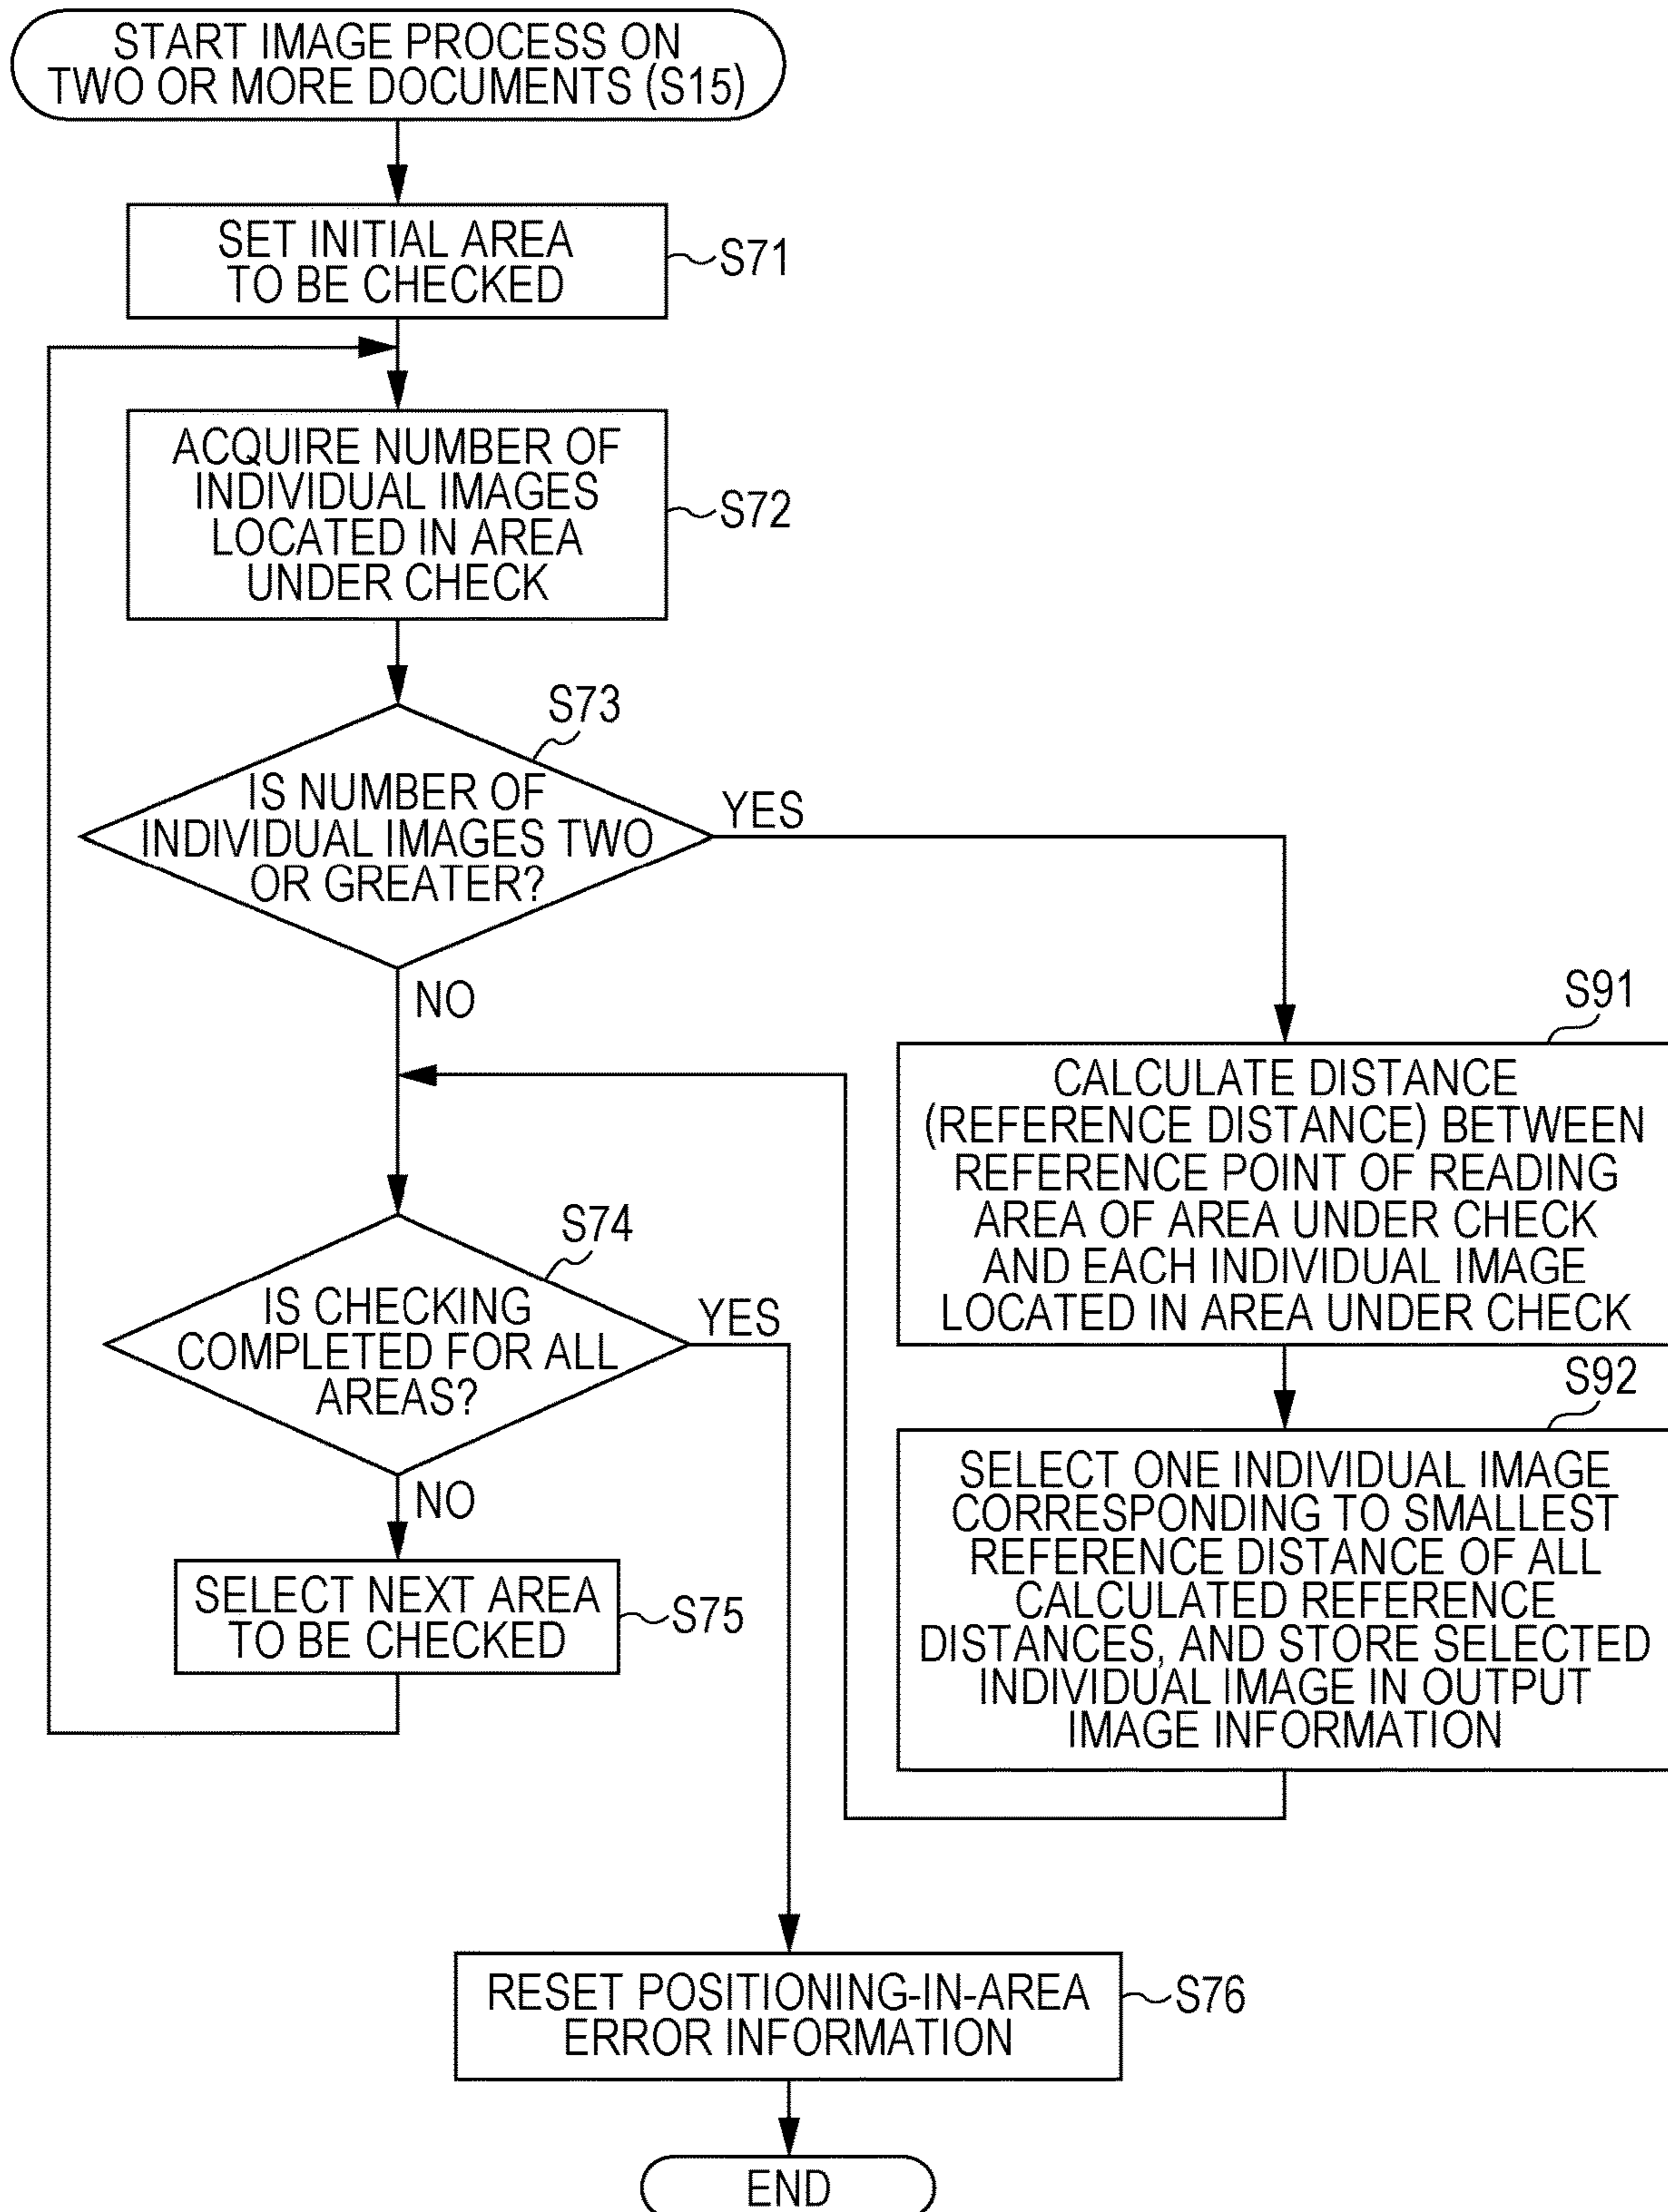 START IMAGE PROCESS ON
TWO OR MORE DOCUMENTS (S15)
SET INITIAL AREA
TO BE CHECKED
S71
ACQUIRE NUMBER OF
INDIVIDUAL IMAGES
LOCATED IN AREA
UNDER CHECK
S72
S73
IS NUMBER OF
INDIVIDUAL IMAGES TWO
OR GREATER?
YES
NO
S91
CALCULATE DISTANCE
(REFERENCE DISTANCE) BETWEEN
REFERENCE POINT OF READING
AREA OF AREA UNDER CHECK
AND EACH INDIVIDUAL IMAGE
LOCATED IN AREA UNDER CHECK
S92
SELECT ONE INDIVIDUAL IMAGE
CORRESPONDING TO SMALLEST
REFERENCE DISTANCE OF ALL
CALCULATED REFERENCE
DISTANCES, AND STORE SELECTED
INDIVIDUAL IMAGE IN OUTPUT
IMAGE INFORMATION
S74
IS CHECKING
COMPLETED FOR ALL
AREAS?
YES
NO
SELECT NEXT AREA
TO BE CHECKED
S75
RESET POSITIONING-IN-AREA
ERROR INFORMATION
S76
END